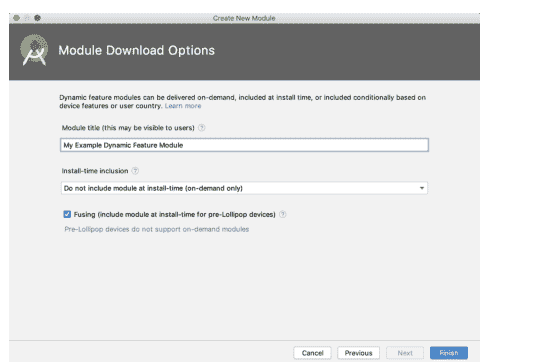 Create New Module
Module Download Options
Dynamic feature modules can be delivered on-demand, included at install time, or included conditionally based on
device features or user country. Learn more
Module title (this may be visible to users) ?
My Example Dynamic Feature Module
Install-time inclusion ?
Do not include module at install-time (on-demand only)
Fusing (include module at install-time for pre-Lollipop devices) ?
Pre-Lollipop devices do not support on-demand modules
Cancel Previous Next Finish